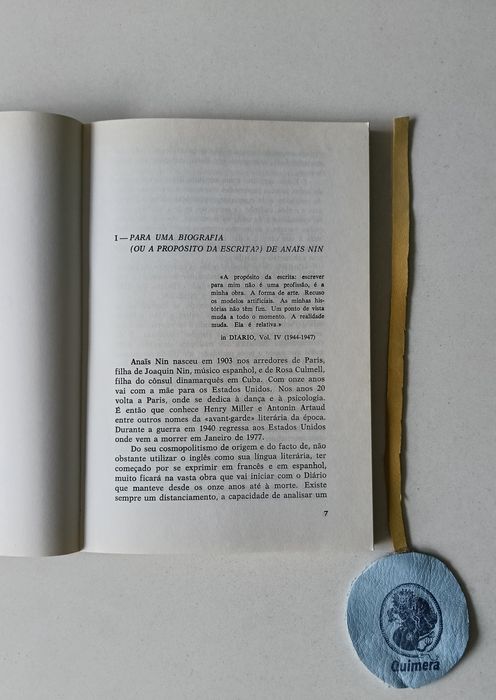 I — PARA UMA BIOGRAFIA
(OU A PROPÓSITO DA ESCRITA?) DE ANAÏS NIN
«A propósito da escrita: escrever
para mim não é uma profissão, é a
minha obra. A forma de arte. Recuso
os modelos artificiais. As minhas his-
tórias não têm fim. Um ponto de vista
muda a todo o momento. A realidade
muda. Ela é relativa.»
in DIÁRIO, Vol. IV (1944-1947)
Anaïs Nin nasceu em 1903 nos arredores de Paris,
filha de Joaquin Nin, músico espanhol, e de Rosa Culmell,
filha do cônsul dinamarquês em Cuba. Com onze anos
vai com a mãe para os Estados Unidos. Nos anos 20
volta a Paris, onde se dedica à dança e à psicologia.
É então que conhece Henry Miller e Antonin Artaud
entre outros nomes da «avant-garde» literária da época.
Durante a guerra em 1940 regressa aos Estados Unidos
onde vem a morrer em Janeiro de 1977.
Do seu cosmopolitismo de origem e do facto de, não
obstante utilizar o inglês como sua língua literária, ter
começado por se exprimir em francês e em espanhol,
muito ficará na vasta obra que vai iniciar com o Diário
que manteve desde os onze anos até à morte. Existe
sempre um distanciamento, a capacidade de analisar um
7
Quimera